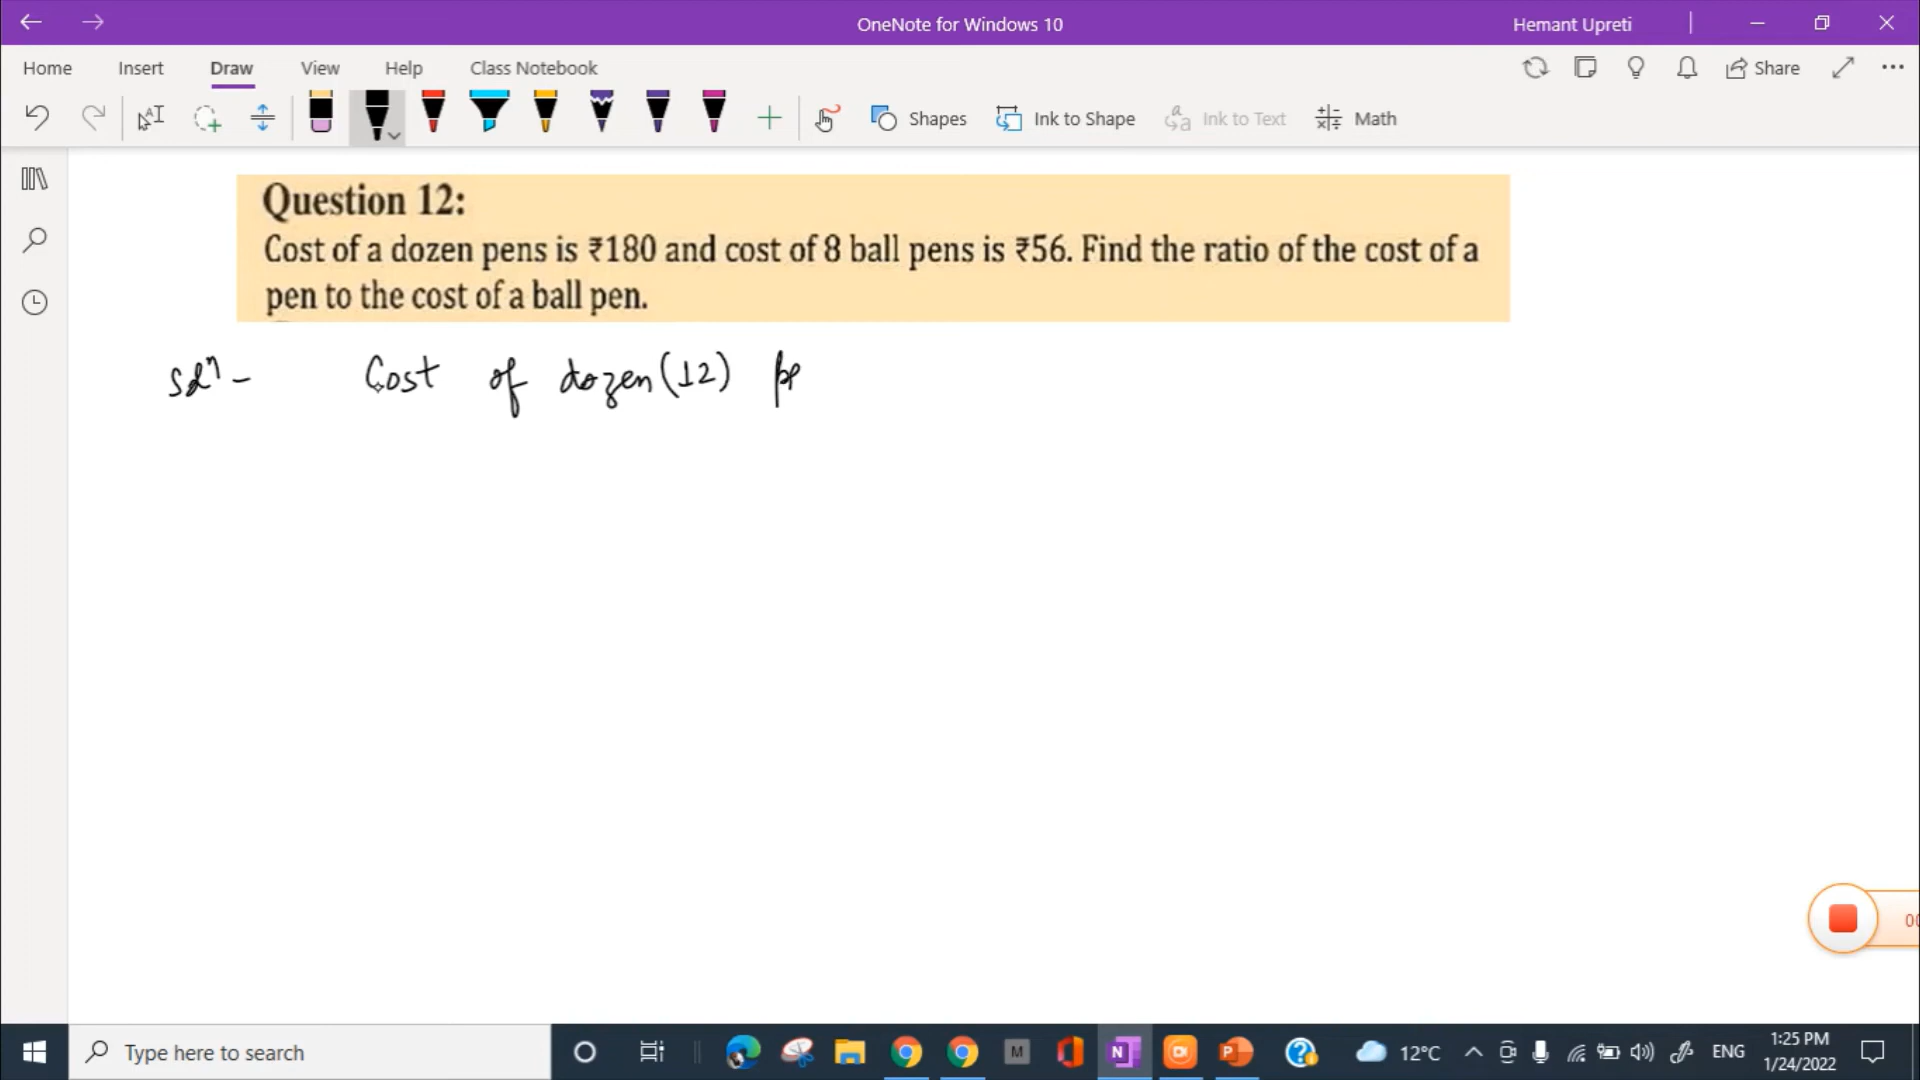 OneNote for Windows 10
Hemant Upreti
Home Insert Draw View Help Class Notebook
Share
Shapes Ink to Shape Ink to Text Math
Question 12:
Cost of a dozen pens is ₹180 and cost of 8 ball pens is ₹56. Find the ratio of the cost of a
pen to the cost of a ball pen.
Solⁿ - Cost of dozen(12) pe
00
Type here to search
12°C
ENG
1:25 PM
1/24/2022